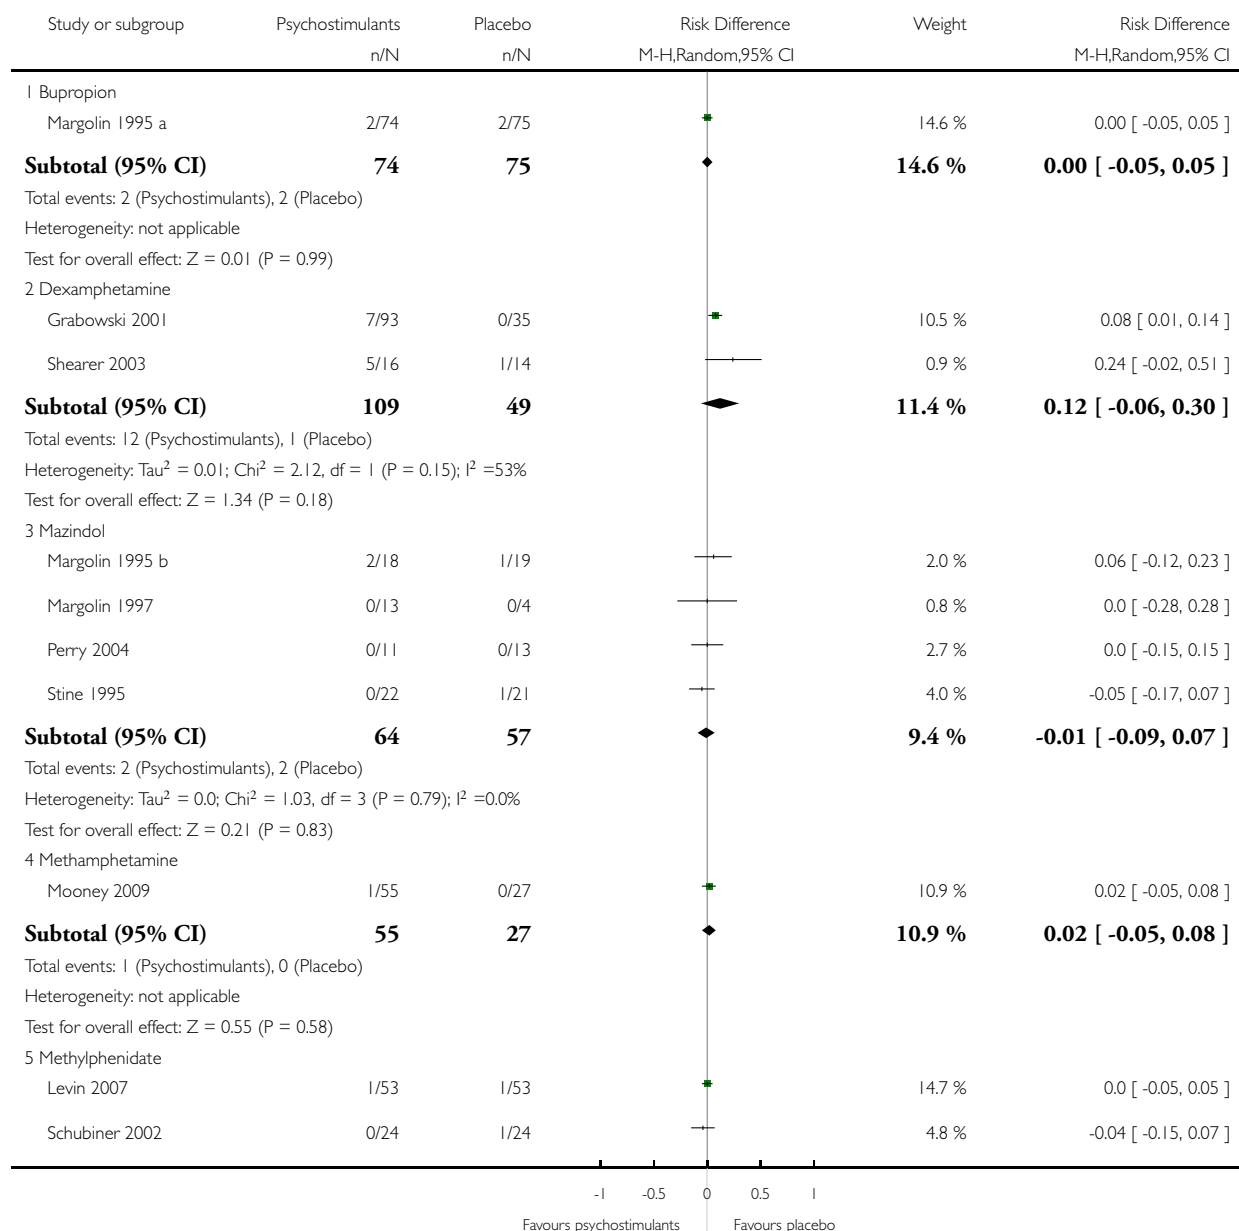 Study or subgroup Psychostimulants Placebo Risk Difference Weight Risk Difference
n/N n/N M-H,Random,95% CI M-H,Random,95% CI
1 Bupropion
Margolin 1995 a 2/74 2/75 14.6 % 0.00 [ -0.05, 0.05 ]
Subtotal (95% CI) 74 75 14.6 % 0.00 [ -0.05, 0.05 ]
Total events: 2 (Psychostimulants), 2 (Placebo)
Heterogeneity: not applicable
Test for overall effect: Z = 0.01 (P = 0.99)
2 Dexamphetamine
Grabowski 2001 7/93 0/35 10.5 % 0.08 [ 0.01, 0.14 ]
Shearer 2003 5/16 1/14 0.9 % 0.24 [ -0.02, 0.51 ]
Subtotal (95% CI) 109 49 11.4 % 0.12 [ -0.06, 0.30 ]
Total events: 12 (Psychostimulants), 1 (Placebo)
Heterogeneity: Tau² = 0.01; Chi² = 2.12, df = 1 (P = 0.15); I² =53%
Test for overall effect: Z = 1.34 (P = 0.18)
3 Mazindol
Margolin 1995 b 2/18 1/19 2.0 % 0.06 [ -0.12, 0.23 ]
Margolin 1997 0/13 0/4 0.8 % 0.0 [ -0.28, 0.28 ]
Perry 2004 0/11 0/13 2.7 % 0.0 [ -0.15, 0.15 ]
Stine 1995 0/22 1/21 4.0 % -0.05 [ -0.17, 0.07 ]
Subtotal (95% CI) 64 57 9.4 % -0.01 [ -0.09, 0.07 ]
Total events: 2 (Psychostimulants), 2 (Placebo)
Heterogeneity: Tau² = 0.0; Chi² = 1.03, df = 3 (P = 0.79); I² =0.0%
Test for overall effect: Z = 0.21 (P = 0.83)
4 Methamphetamine
Mooney 2009 1/55 0/27 10.9 % 0.02 [ -0.05, 0.08 ]
Subtotal (95% CI) 55 27 10.9 % 0.02 [ -0.05, 0.08 ]
Total events: 1 (Psychostimulants), 0 (Placebo)
Heterogeneity: not applicable
Test for overall effect: Z = 0.55 (P = 0.58)
5 Methylphenidate
Levin 2007 1/53 1/53 14.7 % 0.0 [ -0.05, 0.05 ]
Schubiner 2002 0/24 1/24 4.8 % -0.04 [ -0.15, 0.07 ]
-1 -0.5 0 0.5 1
Favours psychostimulants Favours placebo